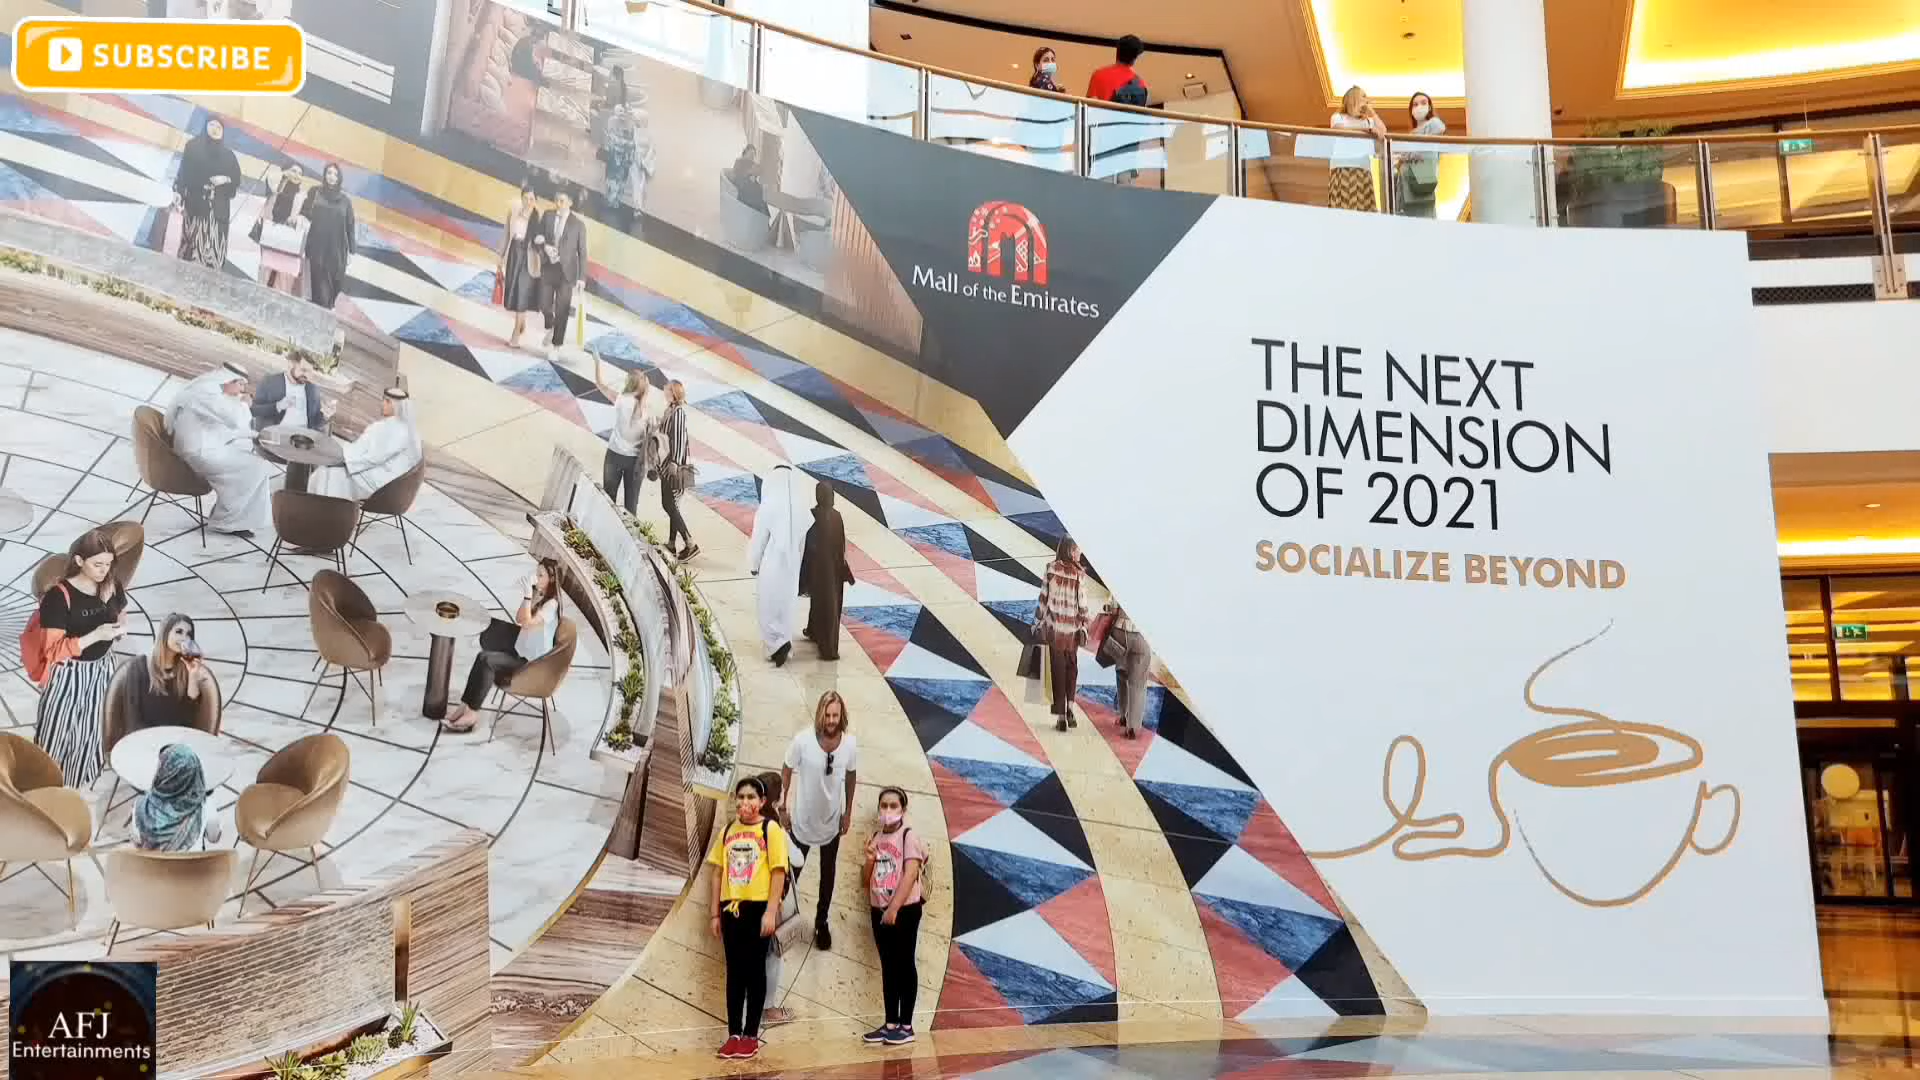 SUBSCRIBE
Mall of the Emirates
THE NEXT
DIMENSION
OF 2021
SOCIALIZE BEYOND
AFJ
Entertainments